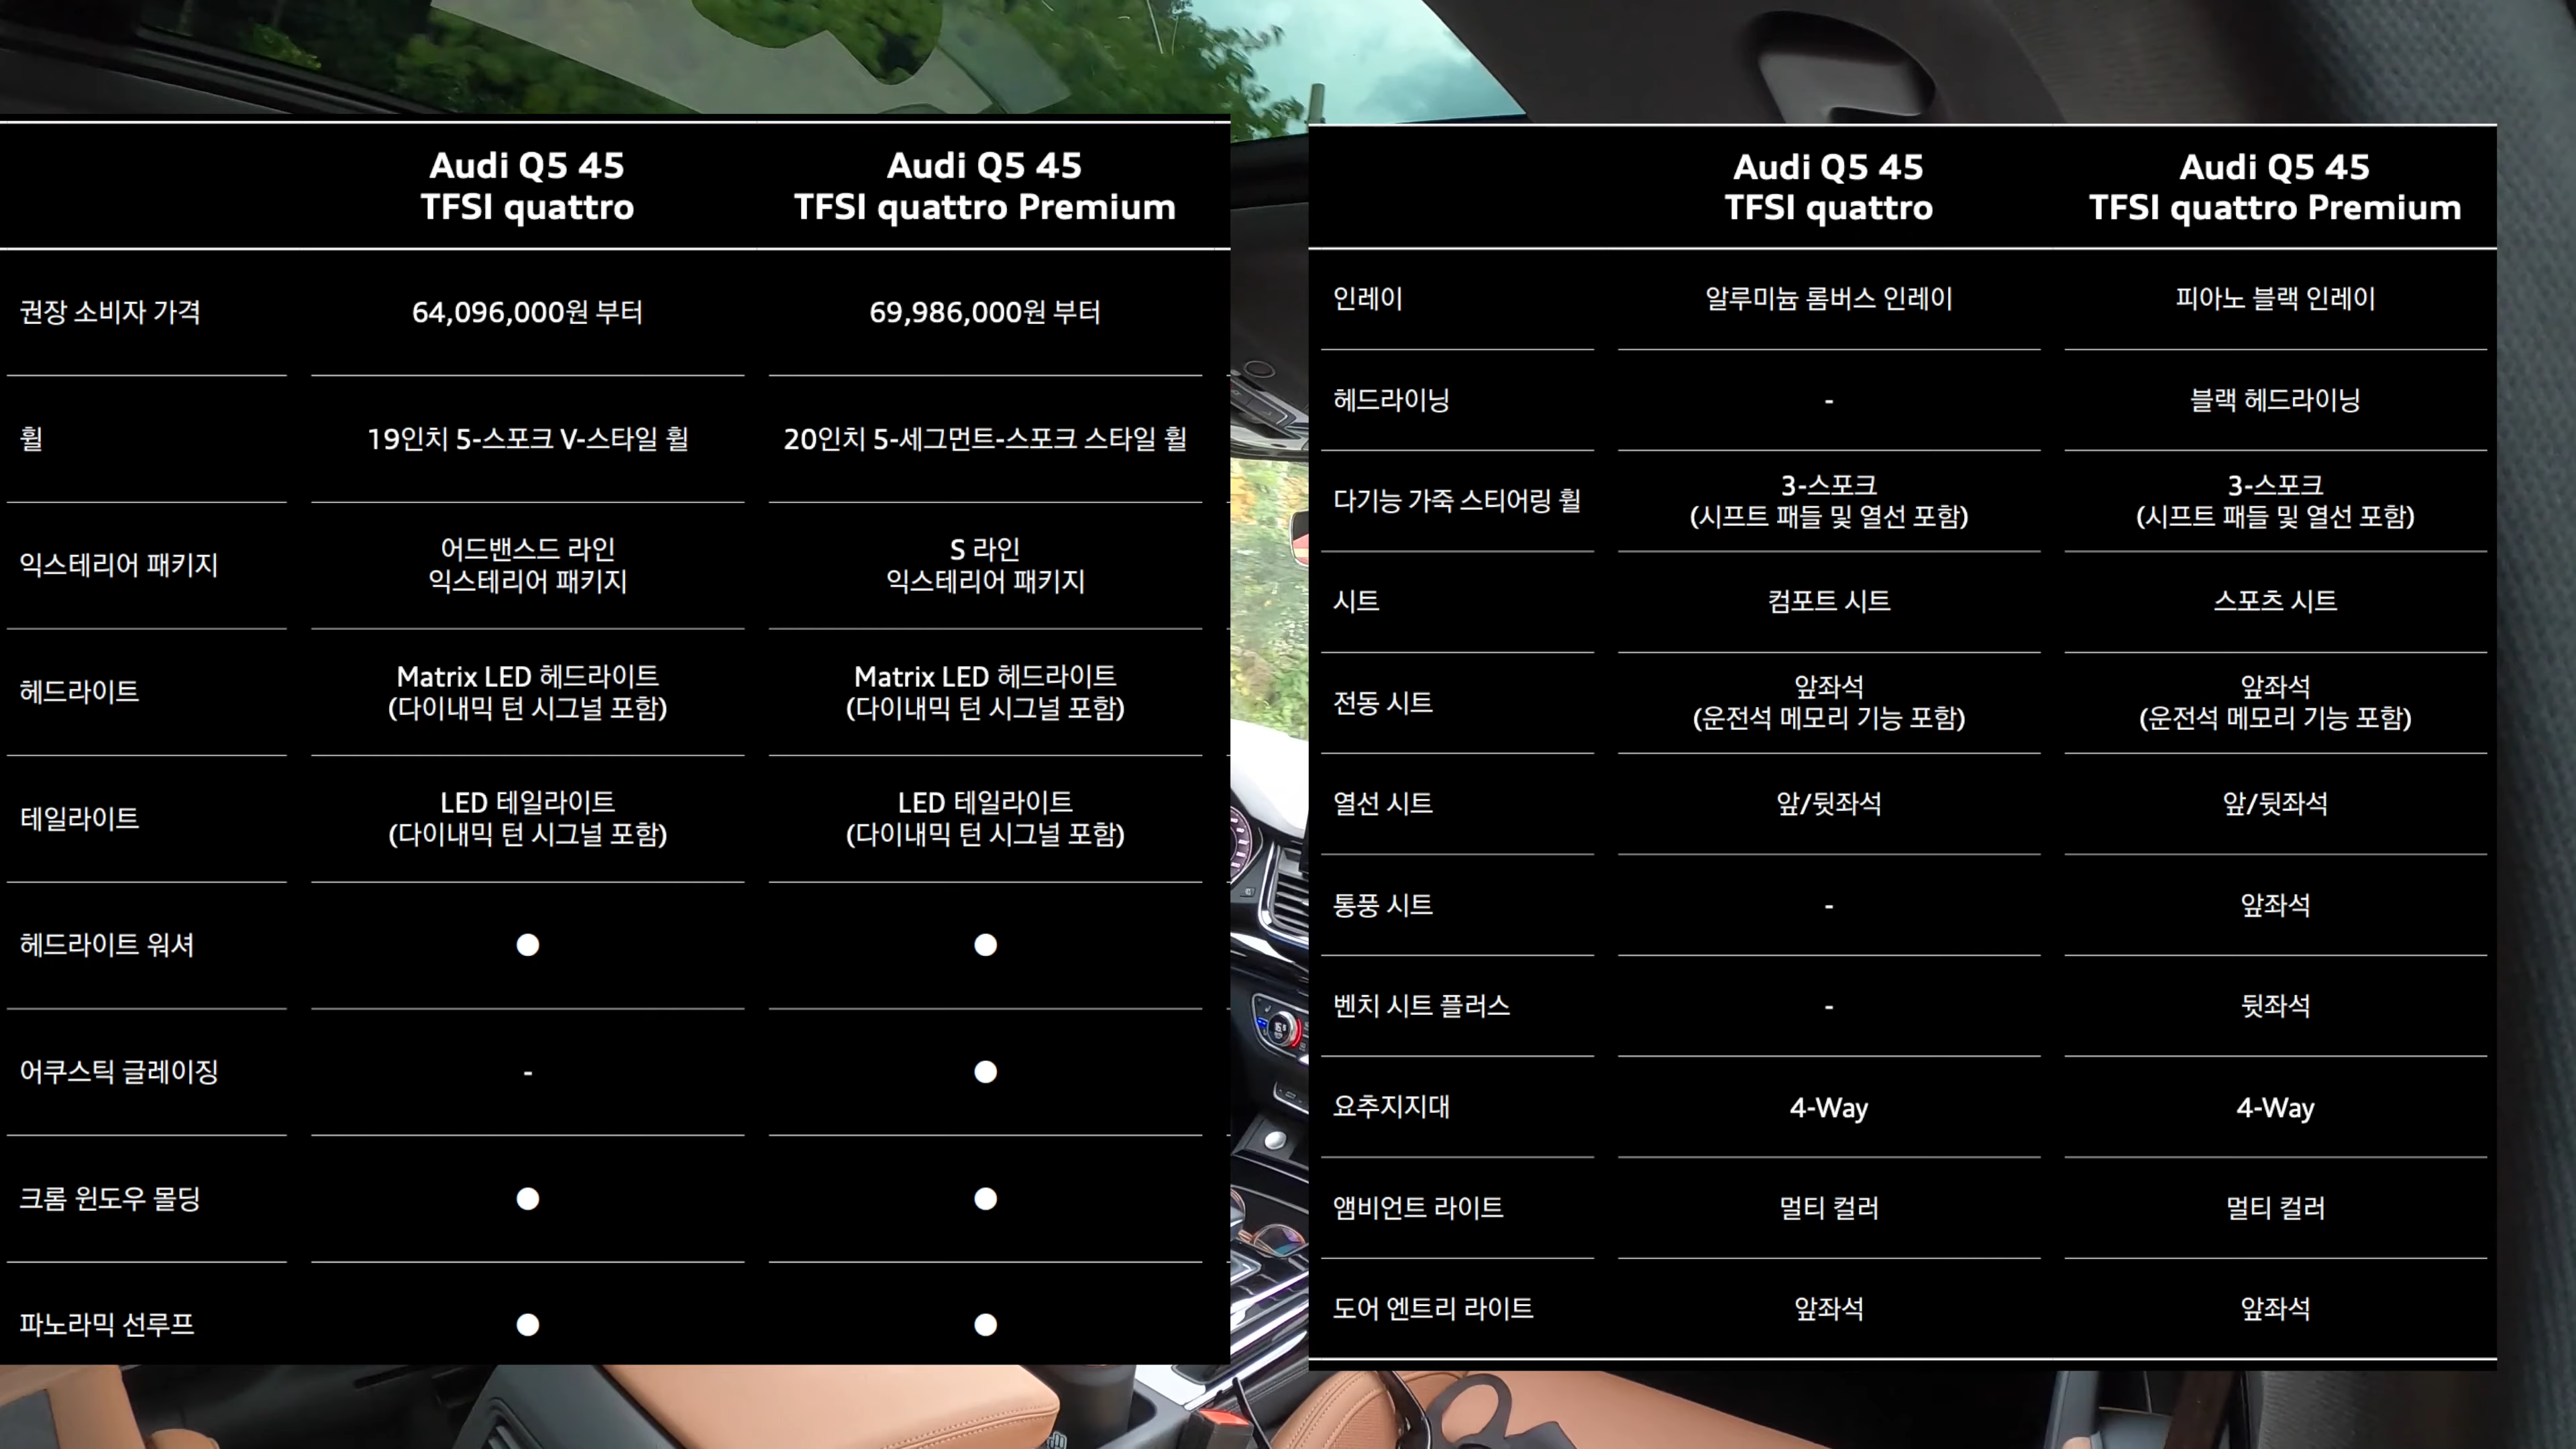 Audi Q5 45
TFSI quattro
Audi Q5 45
TFSI quattro Premium
권장 소비자 가격
64,096,000원 부터
69,986,000원 부터
휠
19인치 5-스포크 V-스타일 휠
20인치 5-세그먼트-스포크 스타일 휠
익스테리어 패키지
어드밴스드 라인
익스테리어 패키지
S 라인
익스테리어 패키지
헤드라이트
Matrix LED 헤드라이트
(다이내믹 턴 시그널 포함)
Matrix LED 헤드라이트
(다이내믹 턴 시그널 포함)
테일라이트
LED 테일라이트
(다이내믹 턴 시그널 포함)
LED 테일라이트
(다이내믹 턴 시그널 포함)
헤드라이트 워셔
●
●
어쿠스틱 글레이징
-
●
크롬 윈도우 몰딩
●
●
파노라믹 선루프
●
●
Audi Q5 45
TFSI quattro
Audi Q5 45
TFSI quattro Premium
인레이
알루미늄 롬버스 인레이
피아노 블랙 인레이
헤드라이닝
-
블랙 헤드라이닝
다기능 가죽 스티어링 휠
3-스포크
(시프트 패들 및 열선 포함)
3-스포크
(시프트 패들 및 열선 포함)
시트
컴포트 시트
스포츠 시트
전동 시트
앞좌석
(운전석 메모리 기능 포함)
앞좌석
(운전석 메모리 기능 포함)
열선 시트
앞/뒷좌석
앞/뒷좌석
통풍 시트
-
앞좌석
벤치 시트 플러스
-
뒷좌석
요추지지대
4-Way
4-Way
앰비언트 라이트
멀티 컬러
멀티 컬러
도어 엔트리 라이트
앞좌석
앞좌석